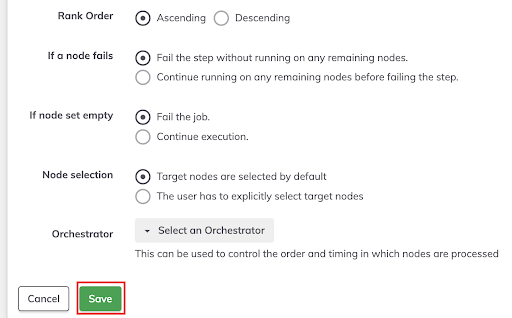 Rank Order Ascending Descending
If a node fails Fail the step without running on any remaining nodes.
Continue running on any remaining nodes before failing the step.
If node set empty Fail the job.
Continue execution.
Node selection Target nodes are selected by default
The user has to explicitly select target nodes
Orchestrator Select an Orchestrator
This can be used to control the order and timing in which nodes are processed
Cancel Save